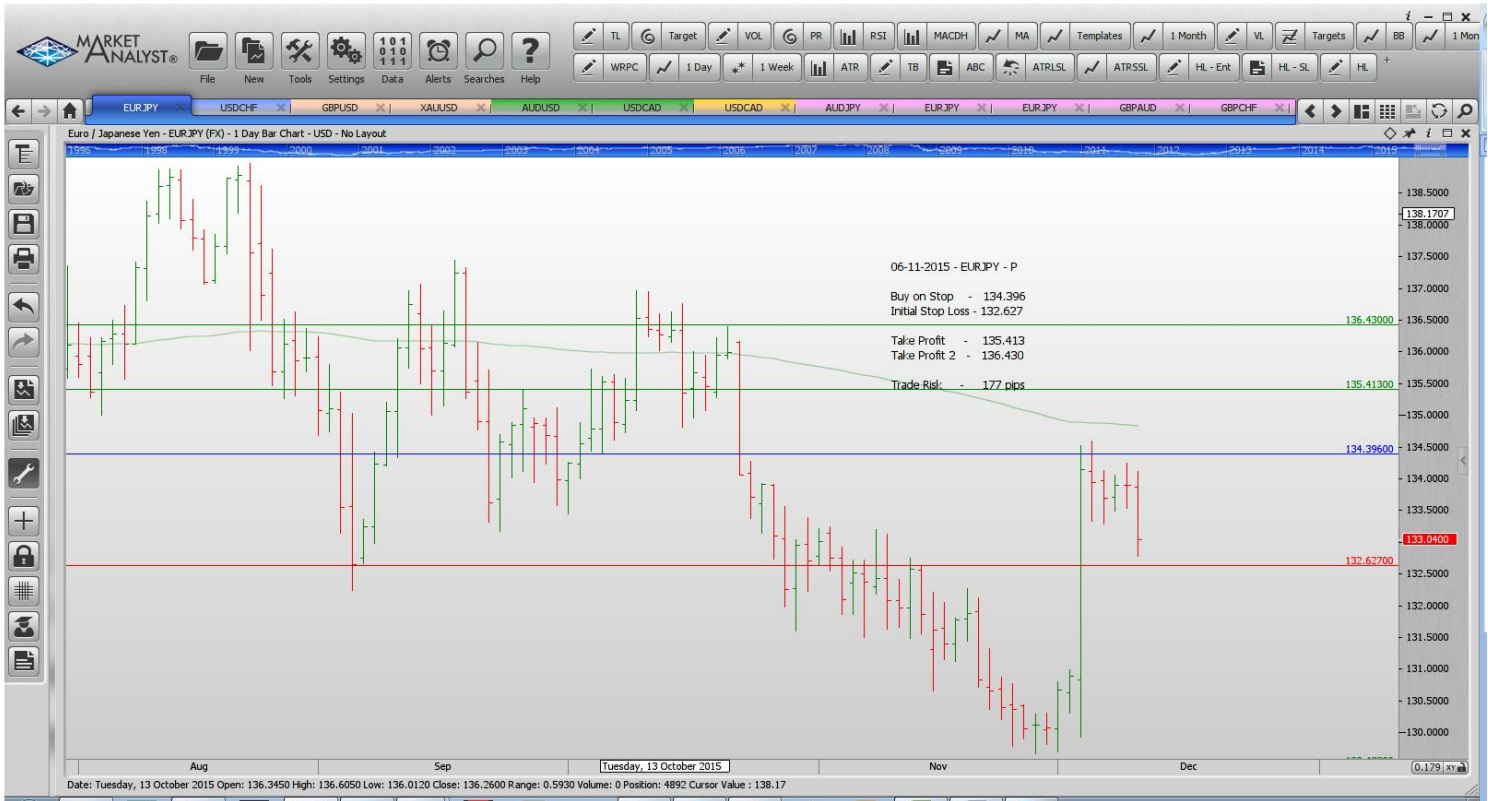 i
MARKET ANALYST®
File New Tools Settings Data Alerts Searches Help
TL Target VOL PR RSI MACDH MA Templates 1 Month VL Targets BB 1 Mon
WRPC 1 Day 1 Week ATR TB ABC ATRLSL ATRSSL HL - Ent HL - SL HL +
EURJPY USDCHF GBPUSD XAUUSD AUDUSD USDCAD USDCAD AUDJPY EURJPY EURJPY GBPAUD GBPCHF
Euro / Japanese Yen - EURJPY (FX) - 1 Day Bar Chart - USD - No Layout
1996 1998 1999 2000 2001 2002 2003 2004 2005 2006 2007 2008 2009 2010 2011 2012 2013 2014 2015
138.5000
138.1707
138.0000
137.5000
06-11-2015 - EURJPY - P
137.0000
Buy on Stop - 134.396
Initial Stop Loss - 132.627
136.43000
136.5000
Take Profit - 135.413
Take Profit 2 - 136.430
136.0000
Trade Risk - 177 pips
135.41300
135.5000
135.0000
134.39600
134.5000
134.0000
133.5000
133.0400
132.62700
132.5000
132.0000
131.5000
131.0000
130.5000
130.0000
Aug Sep Tuesday, 13 October 2015 Nov Dec
0.179 XY
Date: Tuesday, 13 October 2015 Open: 136.3450 High: 136.6050 Low: 136.0120 Close: 136.2600 Range: 0.5930 Volume: 0 Position: 4892 Cursor Value : 138.17